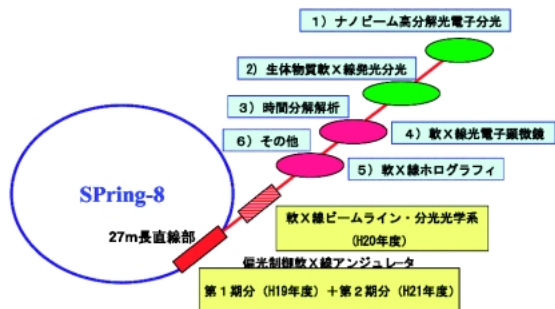 1）ナノビーム高分解光電子分光
2）生体物質軟X線発光分光
3）時間分解解析
4）軟X線光電子顕微鏡
6）その他
5）軟X線ホログラフィ
SPring-8
27m長直線部
軟X線ビームライン・分光光学系
(H20年度)
偏光制御軟X線アンジュレータ
第１期分（H19年度）＋第２期分（H21年度）